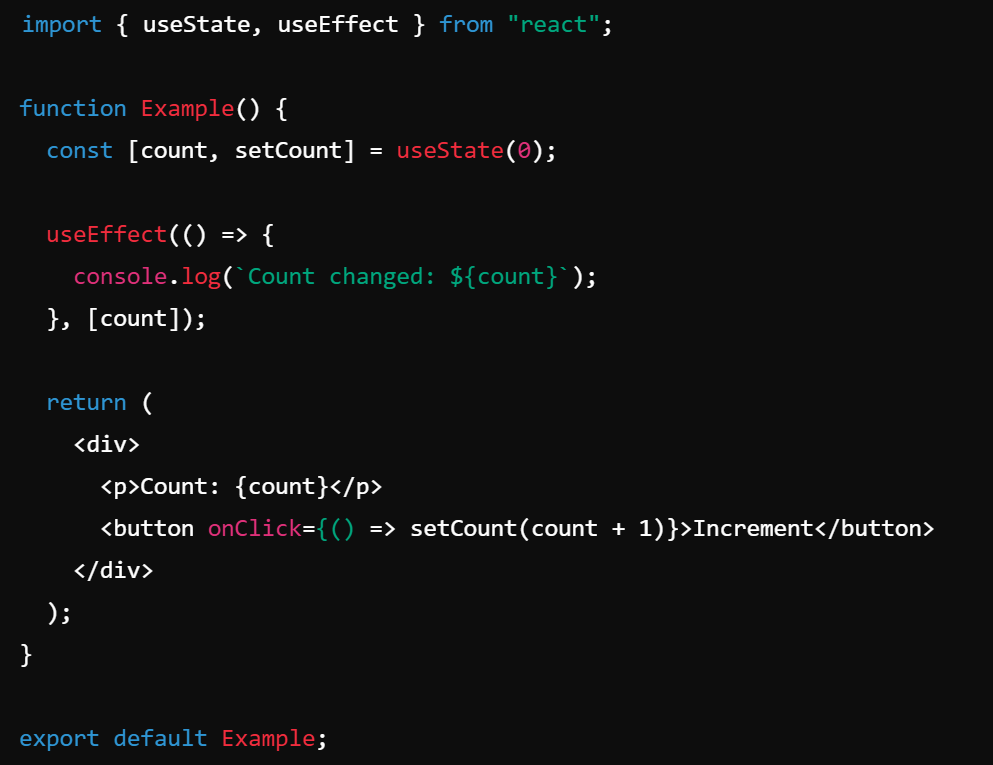 import { useState, useEffect } from "react";
function Example() {
  const [count, setCount] = useState(0);
  useEffect(() => {
    console.log(`Count changed: ${count}`);
  }, [count]);
  return (
    <div>
      <p>Count: {count}</p>
      <button onClick={() => setCount(count + 1)}>Increment</button>
    </div>
  );
}
export default Example;